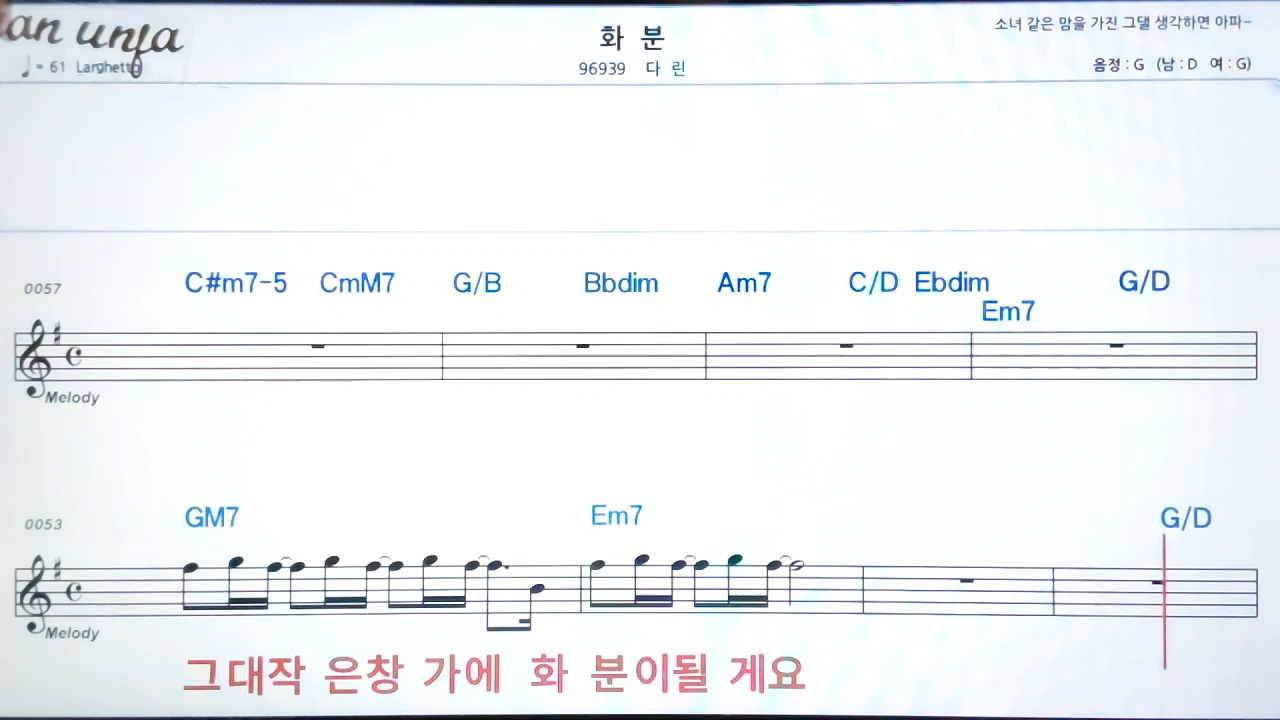 an unfa
화 분
소녀 같은 맘을 가진 그댈 생각하면 아파~
♩= 61 Larghetto
96939 다 린
음정 : G (남 : D 여 : G)
0057 C#m7-5 CmM7 G/B Bbdim Am7 C/D Ebdim Em7 G/D
Melody
0053 GM7 Em7 G/D
Melody
그대작 은창 가에 화 분이될 게요